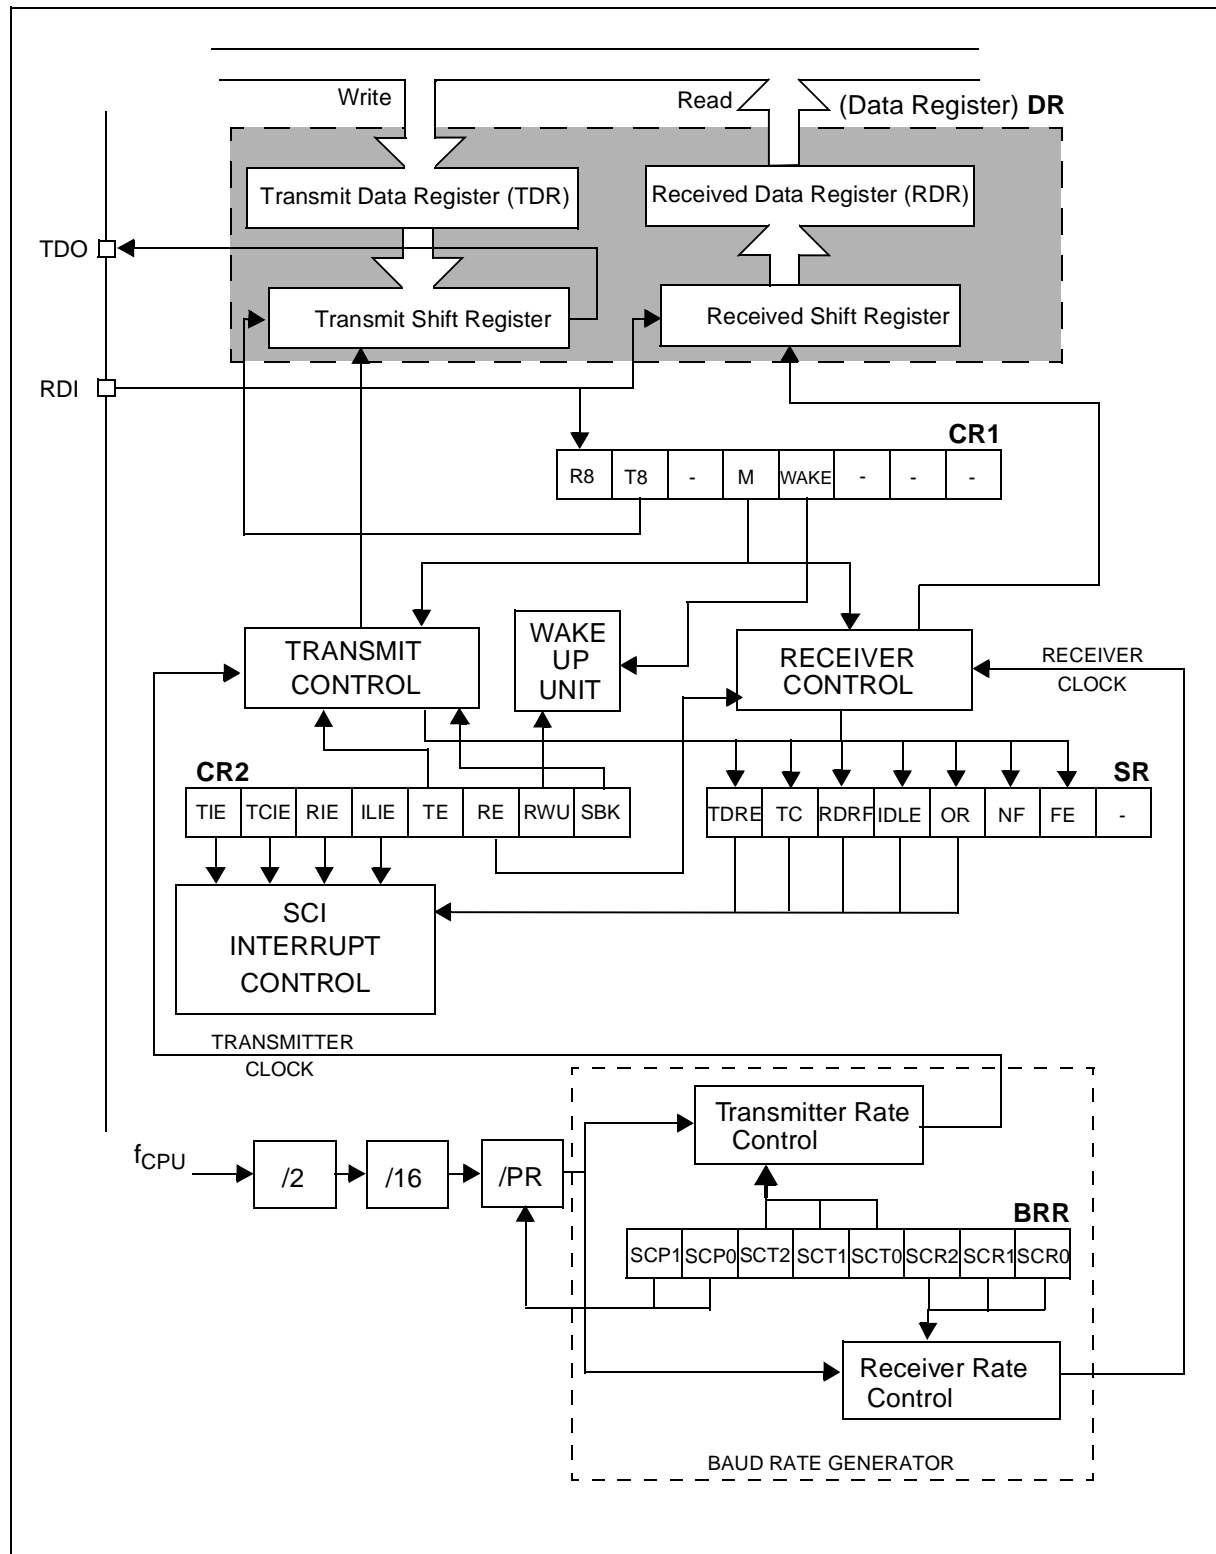 Write
Read
(Data Register) DR
Transmit Data Register (TDR)
Received Data Register (RDR)
TDO
Transmit Shift Register
Received Shift Register
RDI
CR1
R8 T8 - M WAKE - - -
TRANSMIT
CONTROL
WAKE
UP
UNIT
RECEIVER
CONTROL
RECEIVER
CLOCK
CR2
SR
TIE TCIE RIE ILIE TE RE RWU SBK
TDRE TC RDRF IDLE OR NF FE -
SCI
INTERRUPT
CONTROL
TRANSMITTER
CLOCK
Transmitter Rate
Control
fCPU
/2
/16
/PR
BRR
SCP1 SCP0 SCT2 SCT1 SCT0 SCR2 SCR1 SCR0
Receiver Rate
Control
BAUD RATE GENERATOR